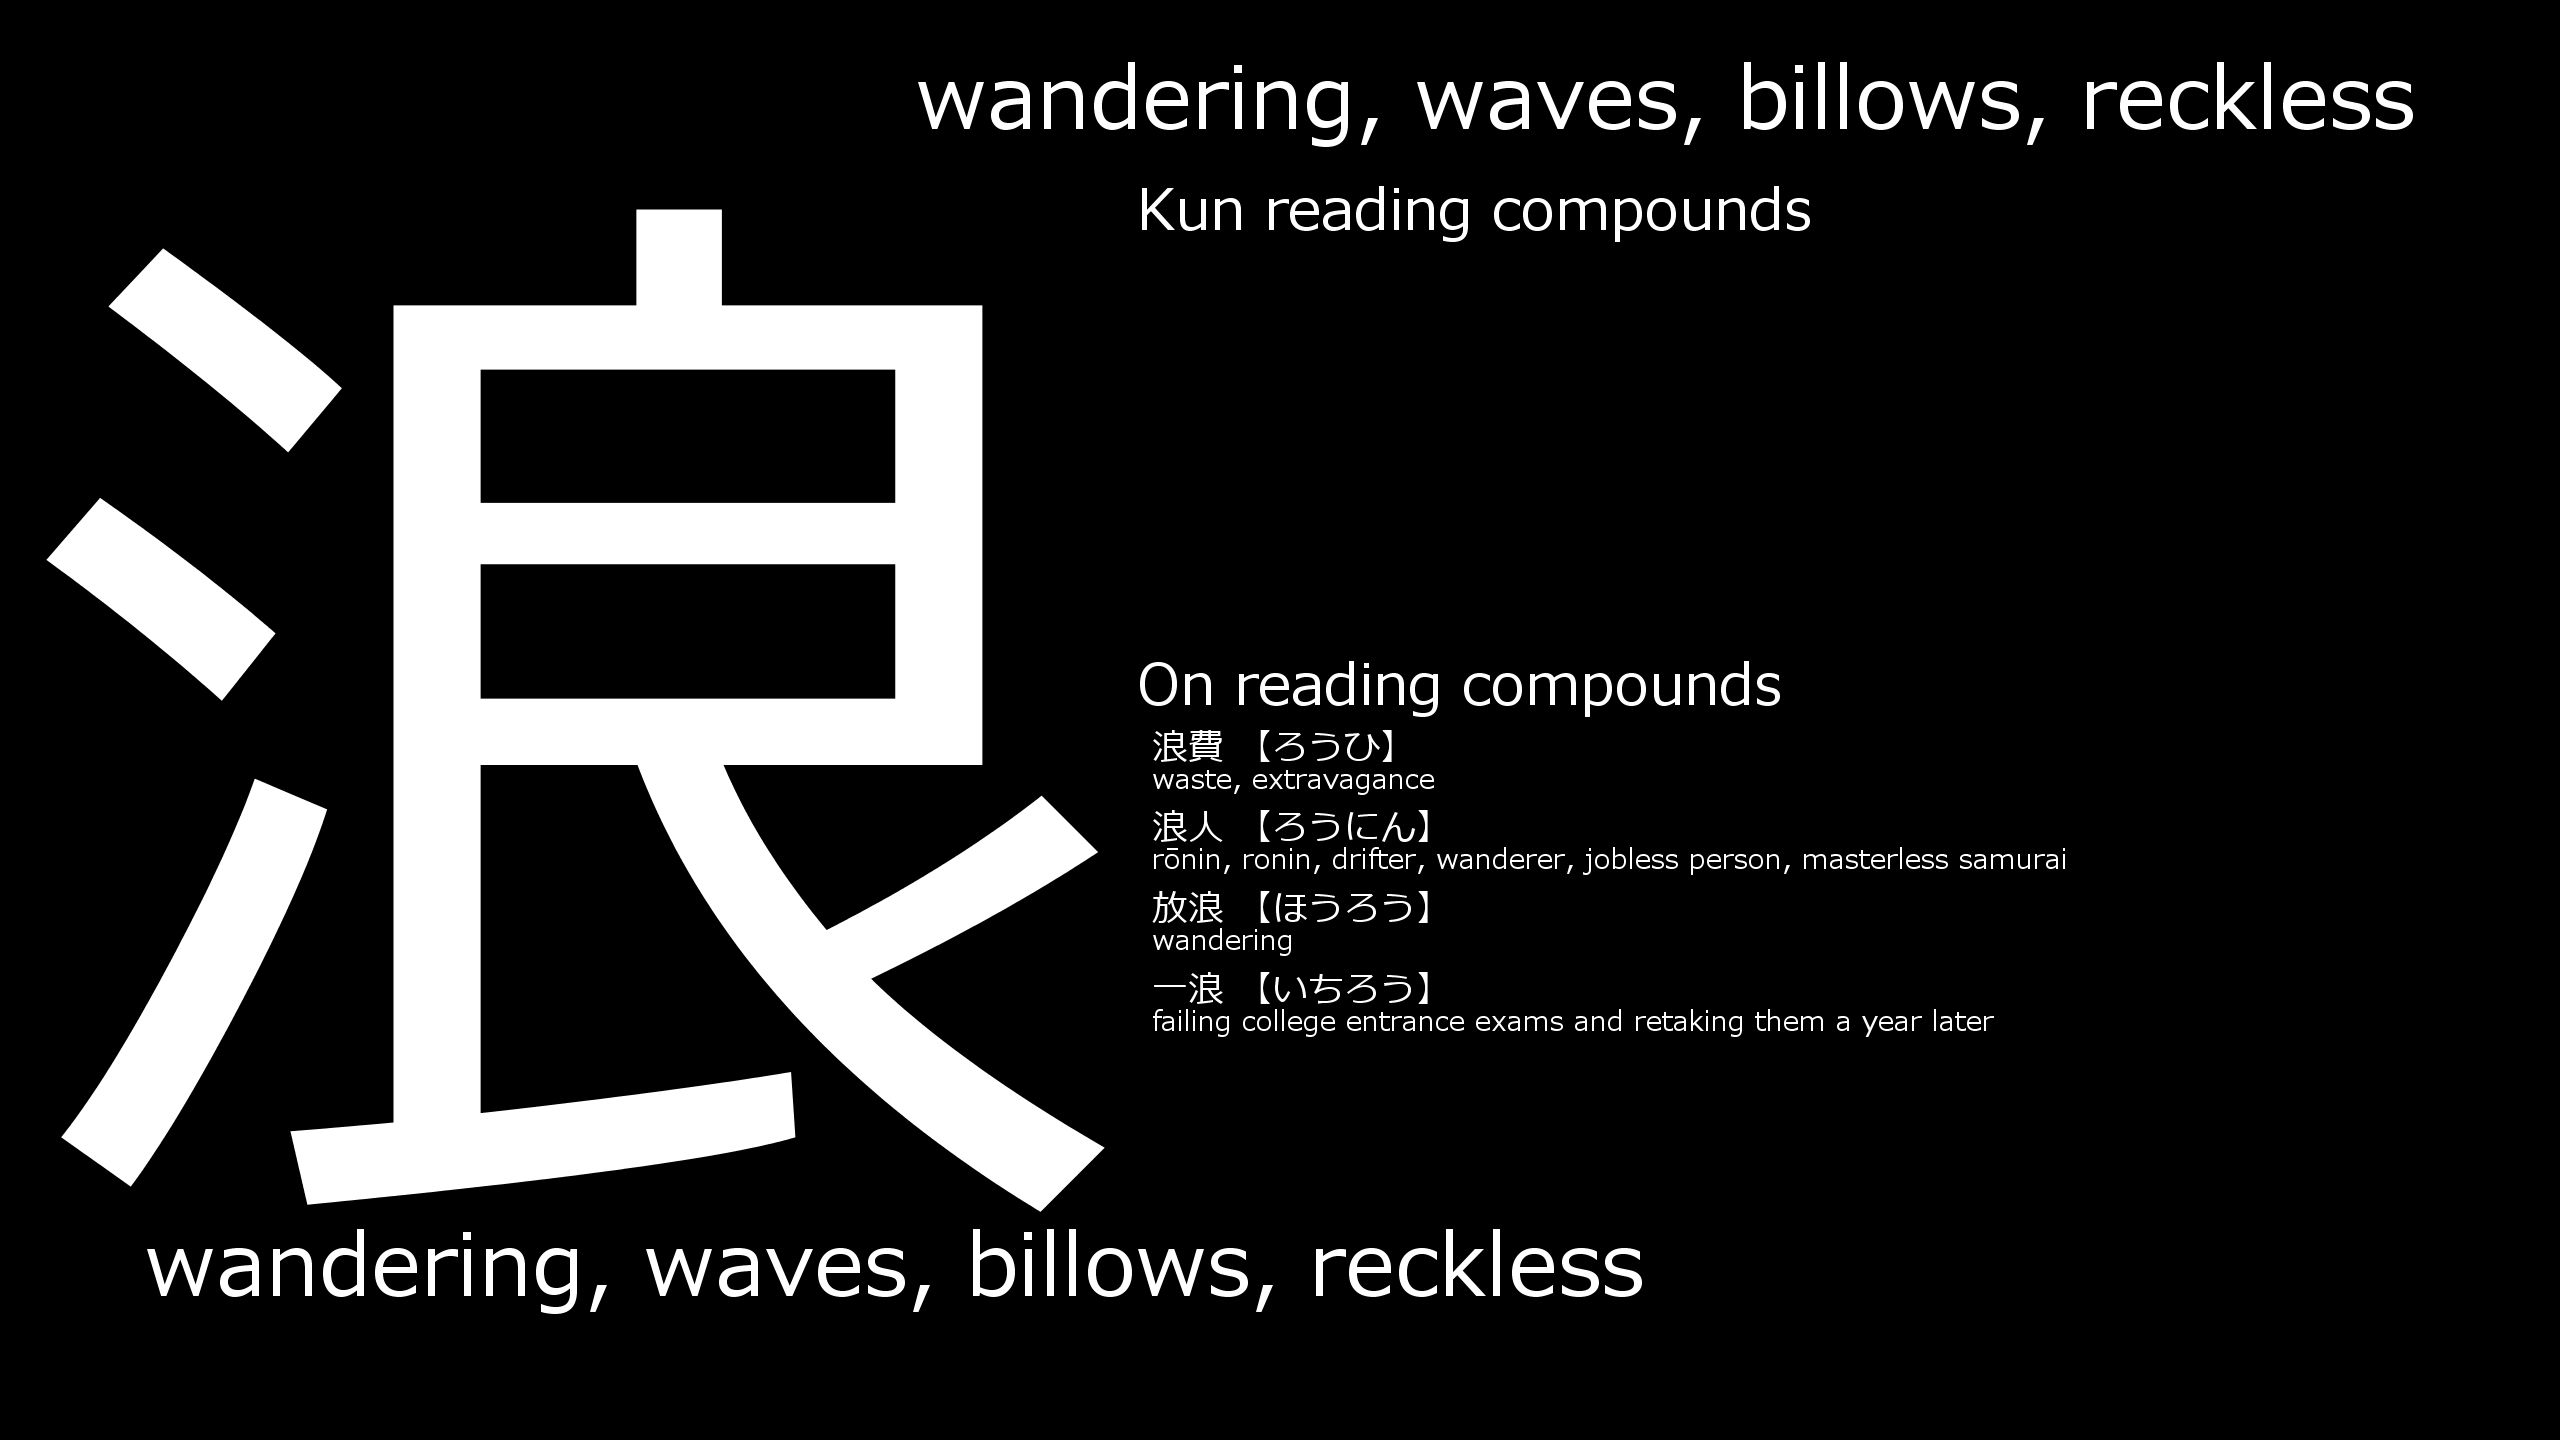 wandering, waves, billows, reckless
Kun reading compounds
浪
On reading compounds
浪費 【ろうひ】
waste, extravagance
浪人 【ろうにん】
rōnin, ronin, drifter, wanderer, jobless person, masterless samurai
放浪 【ほうろう】
wandering
一浪 【いちろう】
failing college entrance exams and retaking them a year later
wandering, waves, billows, reckless